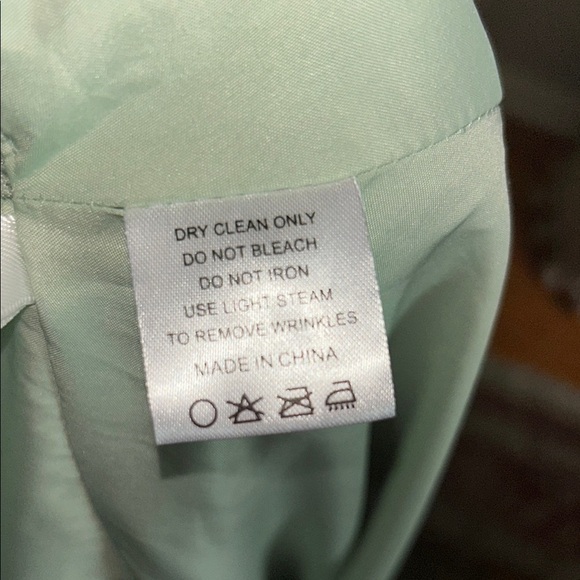 DRY CLEAN ONLY
DO NOT BLEACH
DO NOT IRON
USE LIGHT STEAM
TO REMOVE WRINKLES
MADE IN CHINA